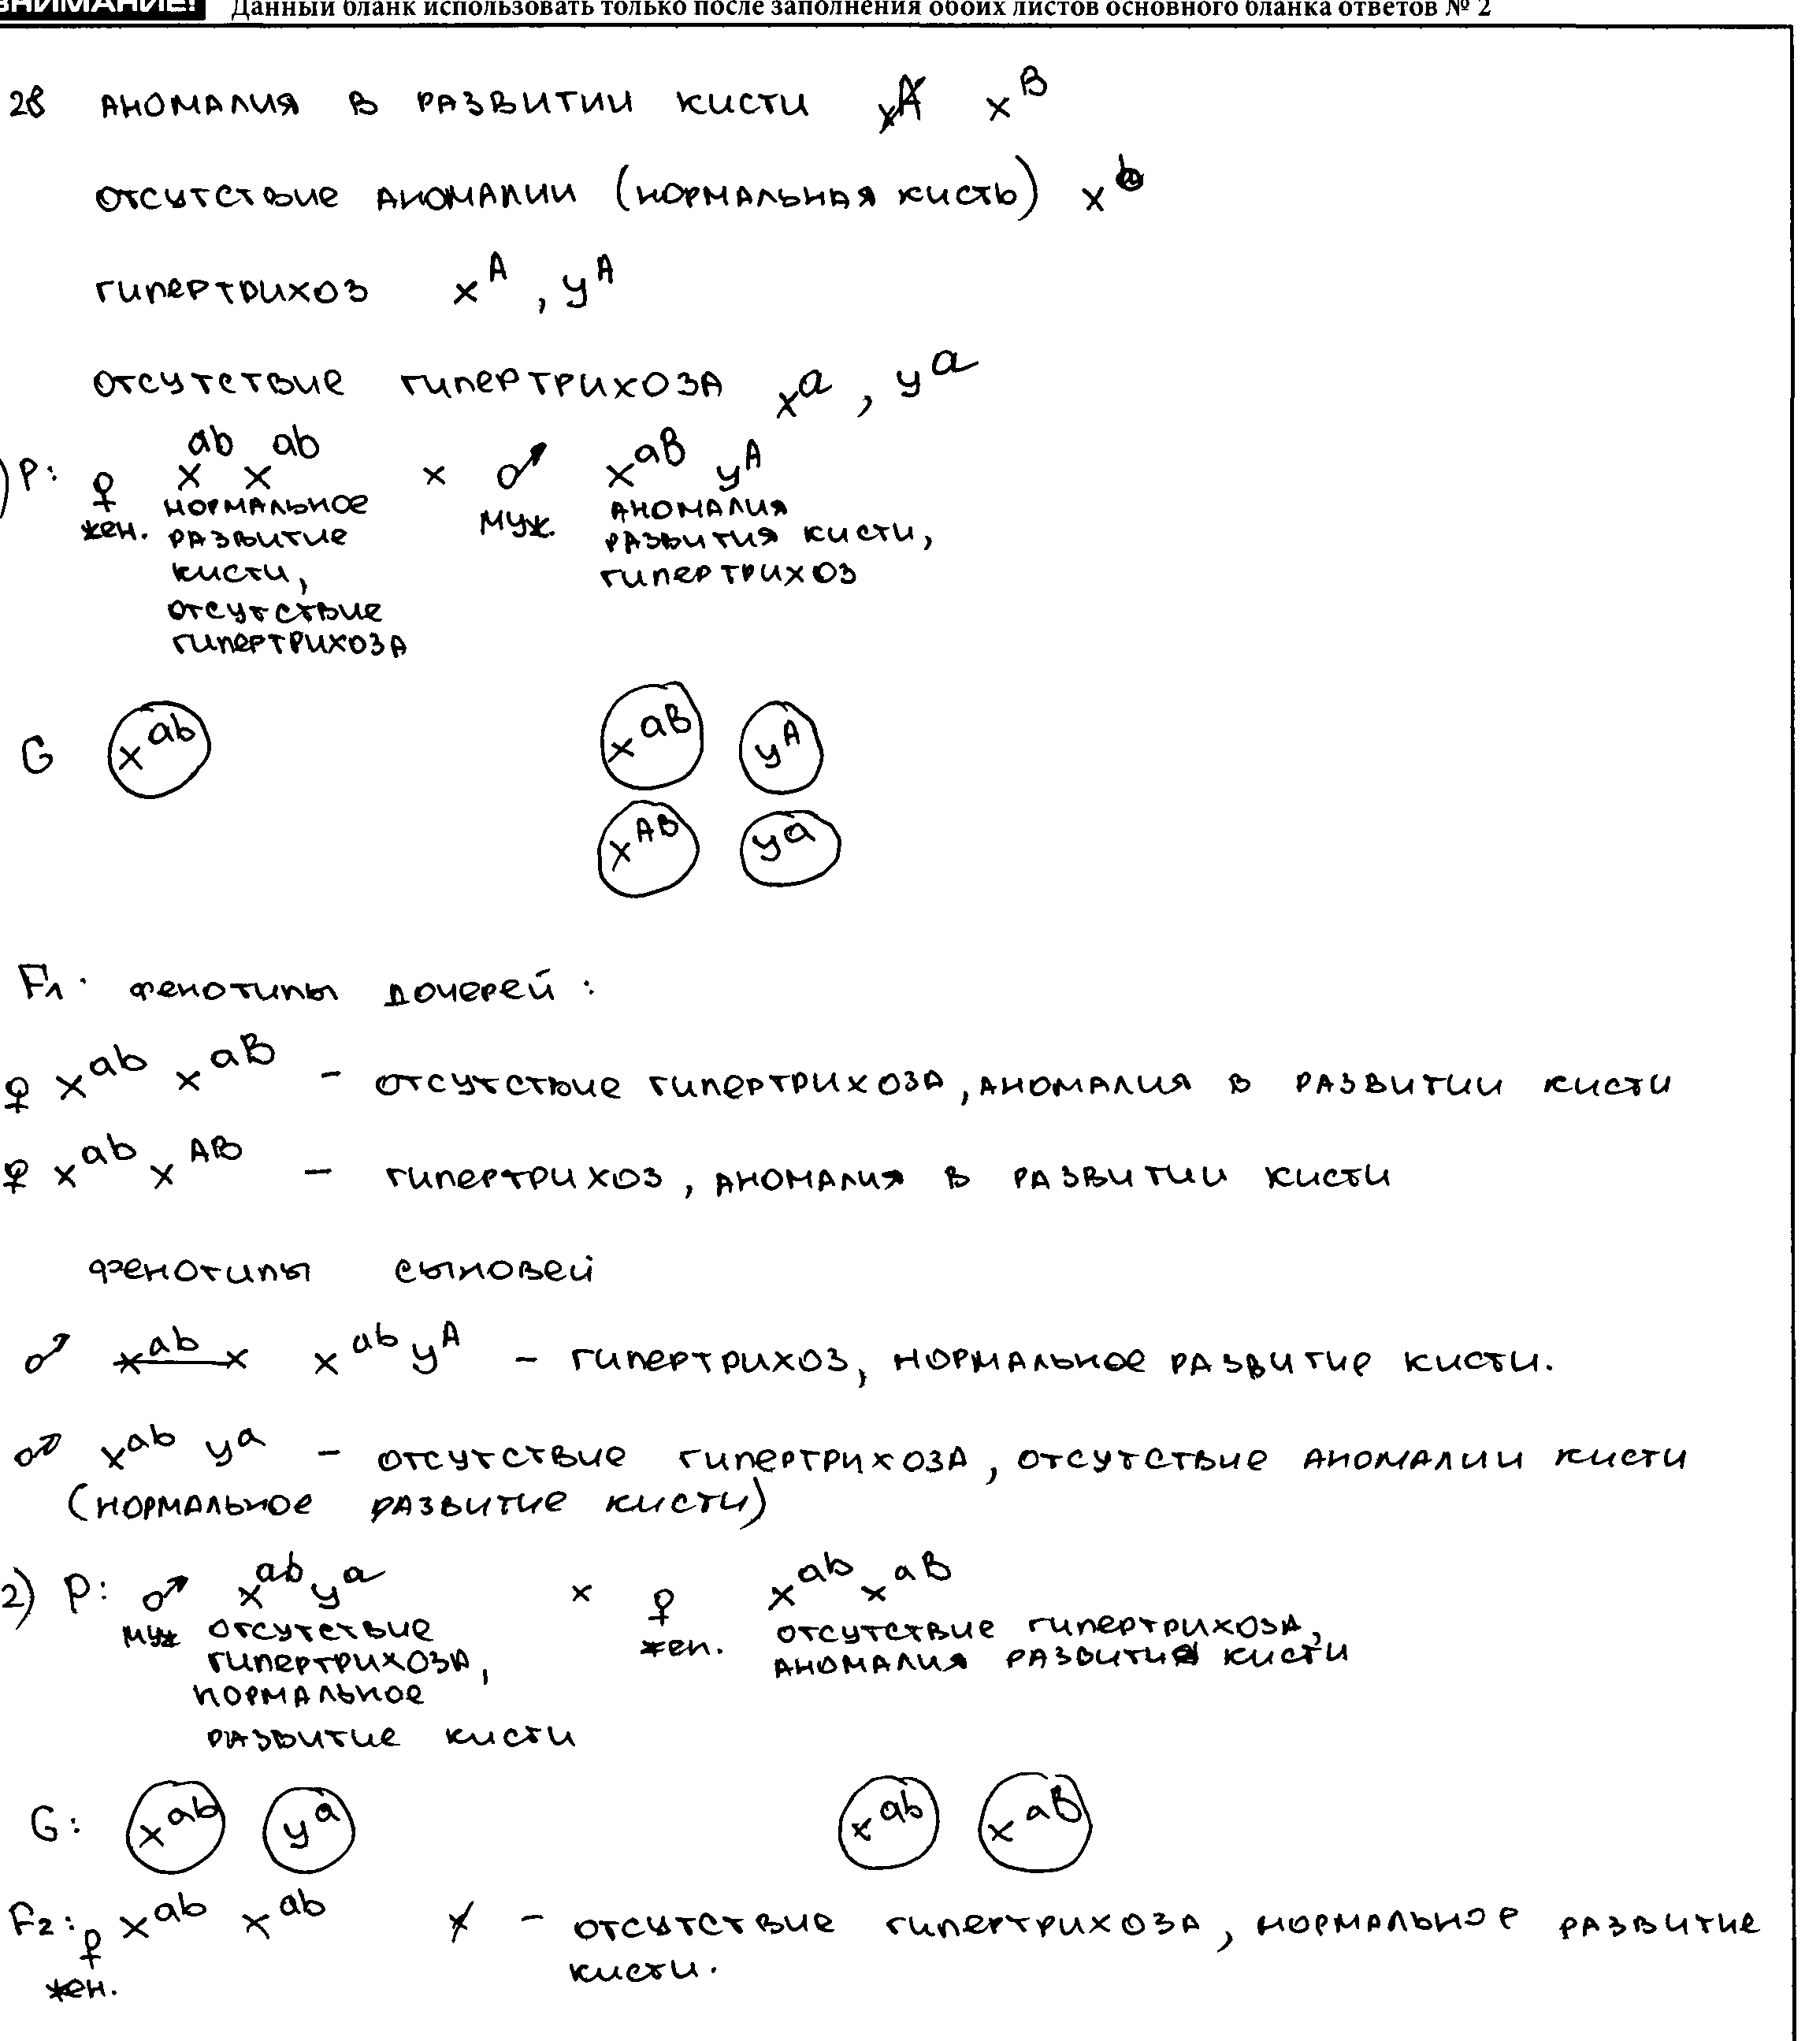 ВНИМАНИЕ! Данный бланк использовать только после заполнения обоих листов основного бланка ответов № 2
28 аномалия в развитии кисти x^A x^B
отсутствие аномалии (нормальная кисть) x^b
гипертрихоз x^A, y^A
отсутствие гипертрихоза x^a, y^a
) P: ♀ x^ab x^ab × ♂ x^aB y^A
жен. нормальное развитие кисти, отсутствие гипертрихоза
муж. аномалия развития кисти, гипертрихоз
G x^ab x^aB y^A
x^AB y^a
F1: фенотипы дочерей:
♀ x^ab x^aB – отсутствие гипертрихоза, аномалия в развитии кисти
♀ x^ab x^AB – гипертрихоз, аномалия в развитии кисти
фенотипы сыновей
♂ x^ab x x^ab y^A – гипертрихоз, нормальное развитие кисти.
♂ x^ab y^a – отсутствие гипертрихоза, отсутствие аномалии кисти
(нормальное развитие кисти)
2) P: ♂ x^ab y^a × ♀ x^ab x^aB
муж отсутствие гипертрихоза, нормальное развитие кисти
жен. отсутствие гипертрихоза, аномалия развития кисти
G: x^ab y^a x^ab x^aB
F2: ♀ x^ab x^ab x – отсутствие гипертрихоза, нормальное развитие
жен. кисти.